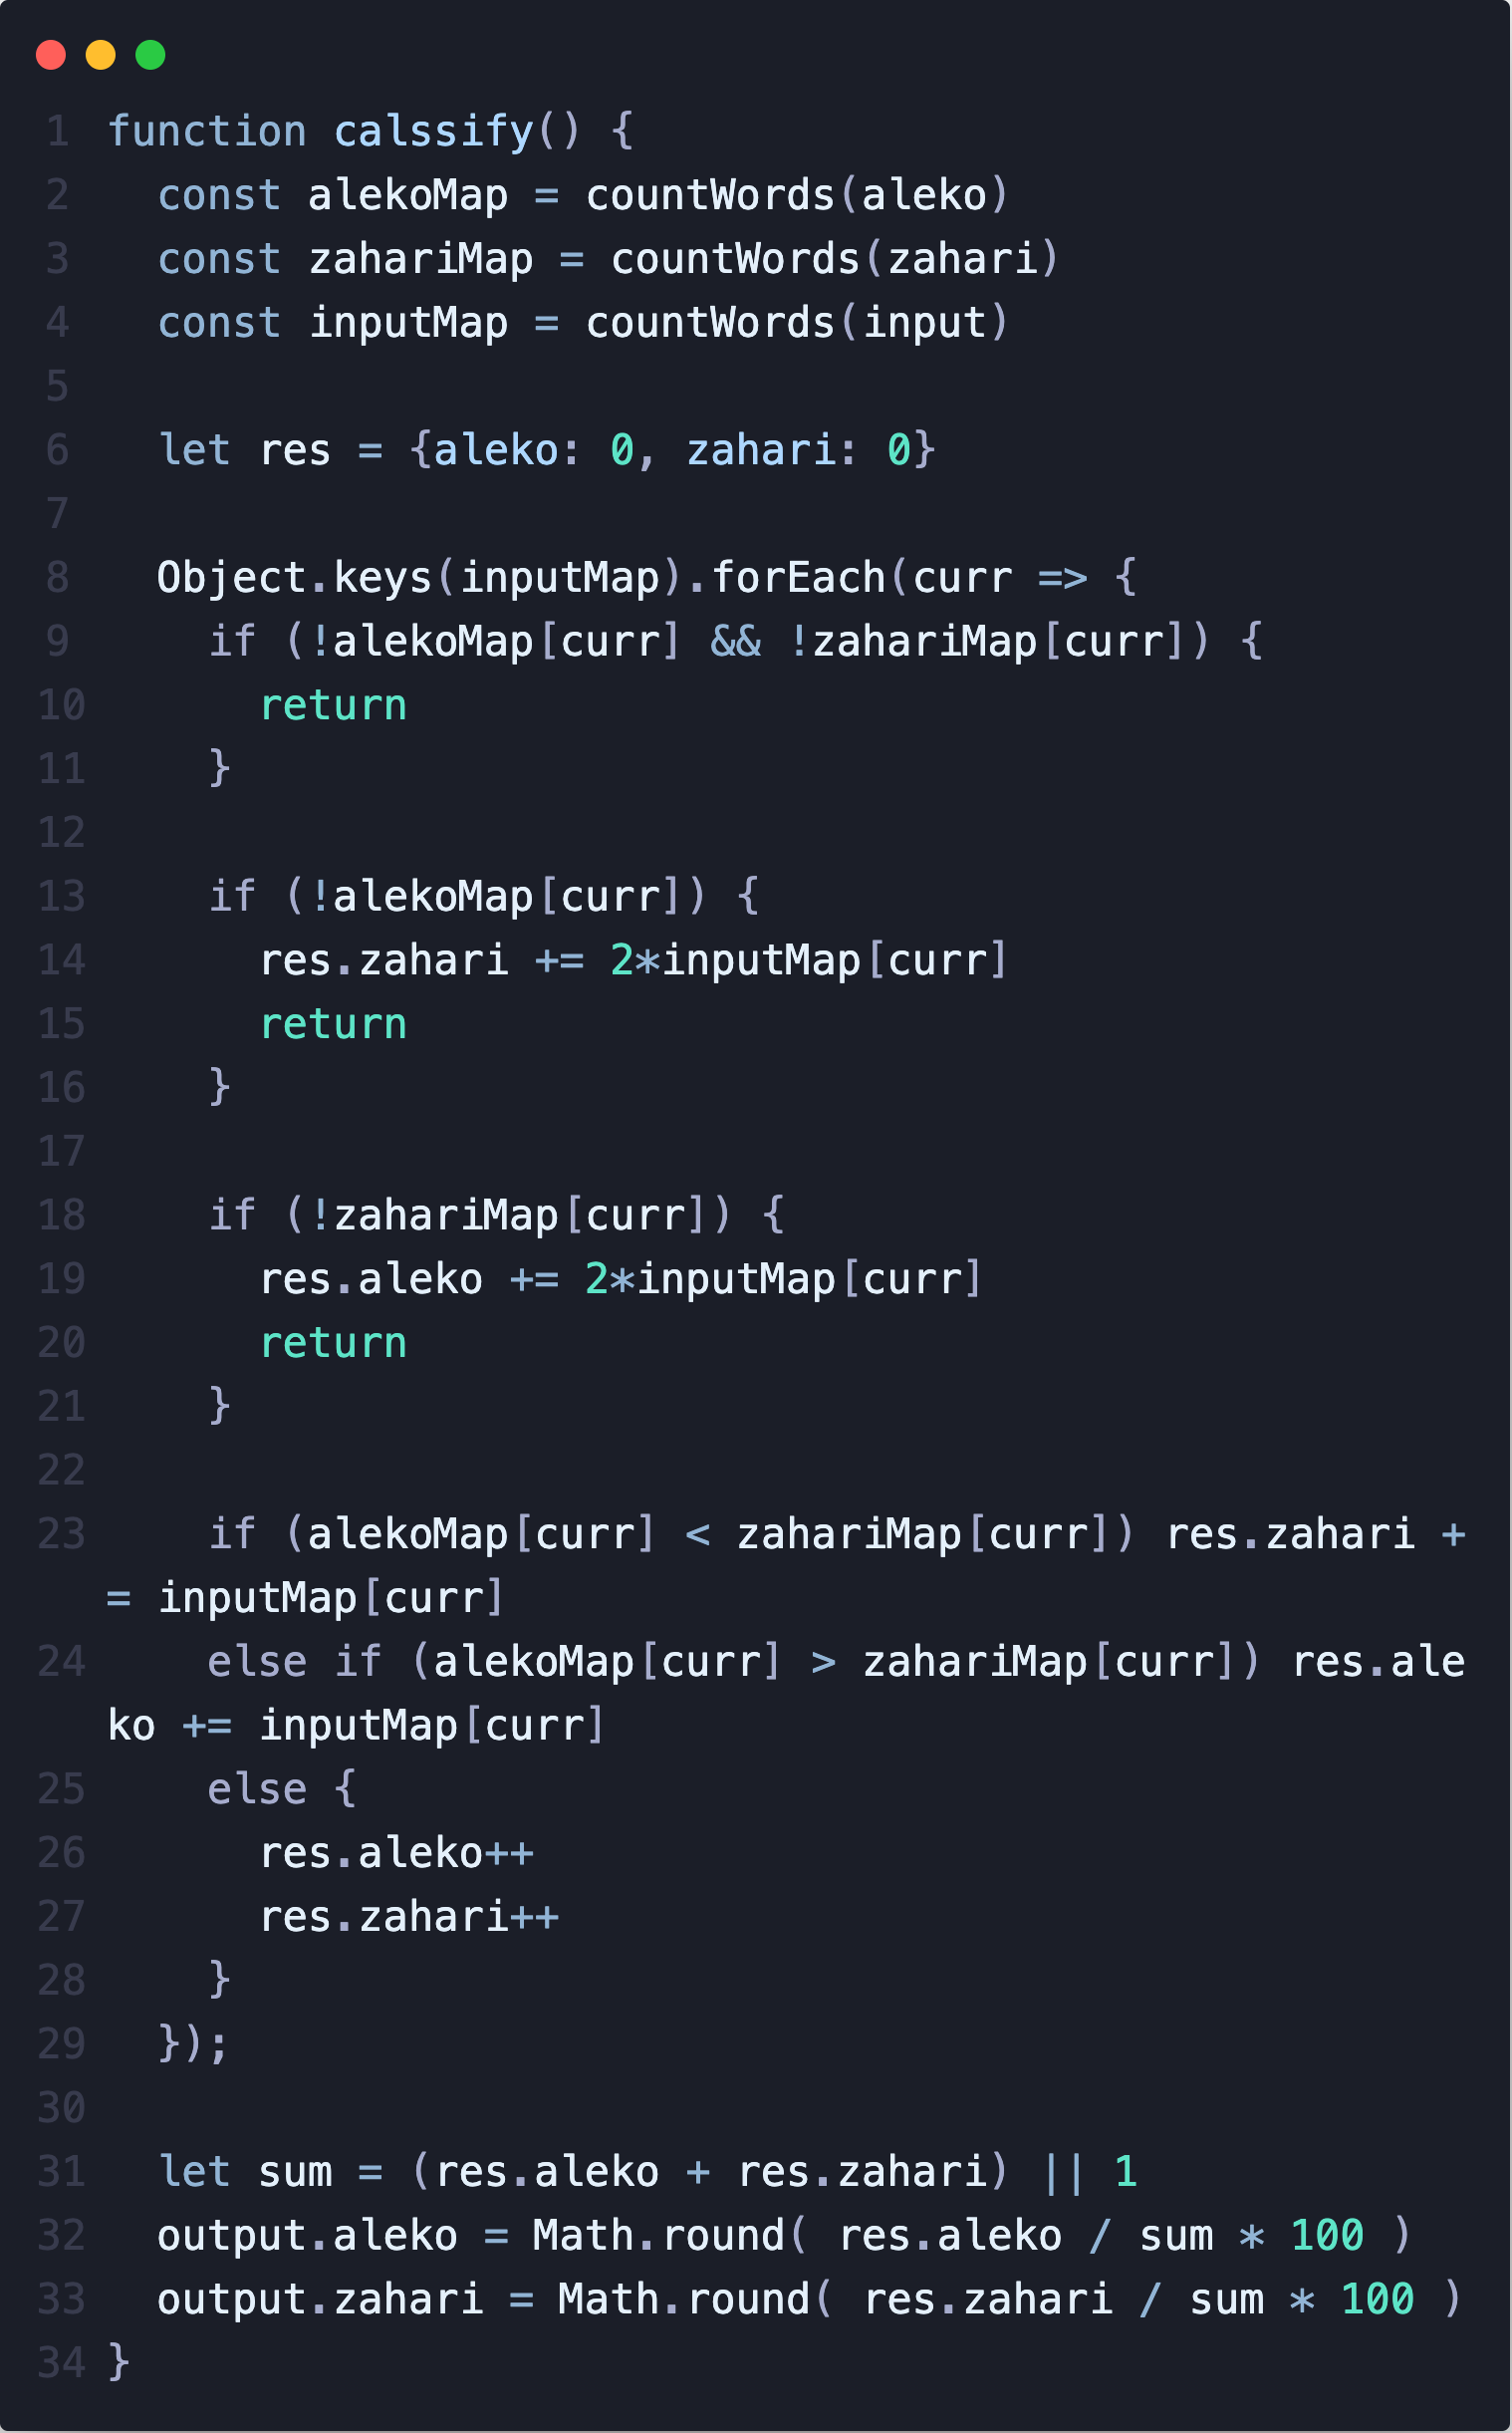 1 function calssify() {
2   const alekoMap = countWords(aleko)
3   const zahariMap = countWords(zahari)
4   const inputMap = countWords(input)
5
6   let res = {aleko: 0, zahari: 0}
7
8   Object.keys(inputMap).forEach(curr => {
9     if (!alekoMap[curr] && !zahariMap[curr]) {
10       return
11     }
12
13     if (!alekoMap[curr]) {
14       res.zahari += 2*inputMap[curr]
15       return
16     }
17
18     if (!zahariMap[curr]) {
19       res.aleko += 2*inputMap[curr]
20       return
21     }
22
23     if (alekoMap[curr] < zahariMap[curr]) res.zahari +
= inputMap[curr]
24     else if (alekoMap[curr] > zahariMap[curr]) res.ale
ko += inputMap[curr]
25     else {
26       res.aleko++
27       res.zahari++
28     }
29   });
30
31   let sum = (res.aleko + res.zahari) || 1
32   output.aleko = Math.round( res.aleko / sum * 100 )
33   output.zahari = Math.round( res.zahari / sum * 100 )
34 }